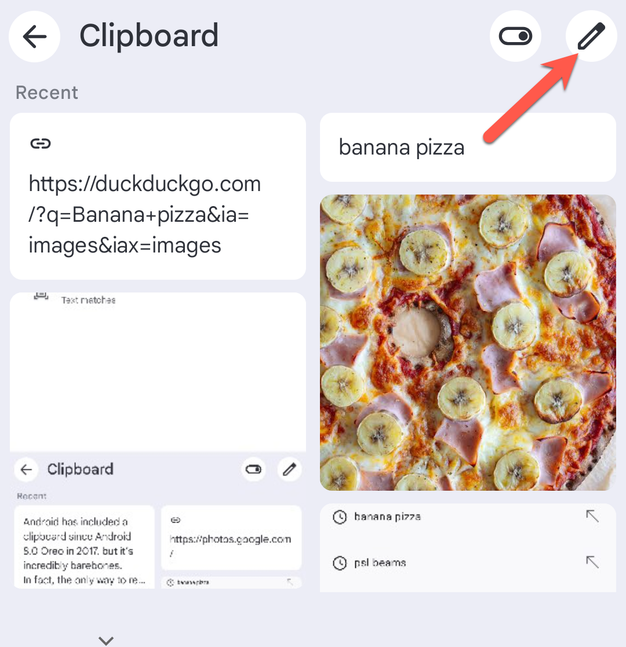 Clipboard
Recent
https://duckduckgo.com
/?q=Banana+pizza&ia=
images&iax=images
banana pizza
Text matches
Clipboard
Recent
Android has included a
clipboard since Android
8.0 Oreo in 2017. but it's
incredibly barebones.
In fact, the only way to re...
https://photos.google.com
/
banana pizza
banana pizza
psl beams